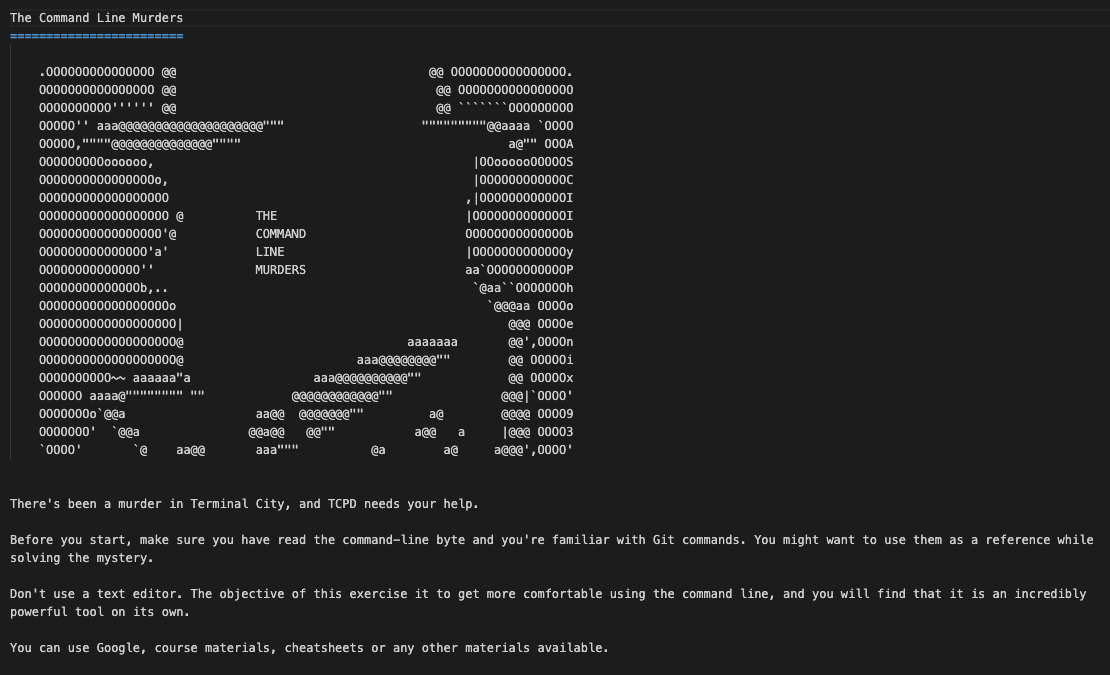 The Command Line Murders
========================
.OOOOOOOOOOOOOOO @@                                   @@ OOOOOOOOOOOOOOOO.
OOOOOOOOOOOOOOOO @@                                    @@ OOOOOOOOOOOOOOOO
OOOOOOOOOO'''''' @@                                    @@ ```````OOOOOOOOO
OOOOO'' aaa@@@@@@@@@@@@@@@@@@@@"""                   """""""""@@aaaa `OOOO
OOOOO,""""@@@@@@@@@@@@@@""""                                     a@"" OOOA
OOOOOOOOOoooooo,                                            |OOoooooOOOOOS
OOOOOOOOOOOOOOOOo,                                          |OOOOOOOOOOOOC
OOOOOOOOOOOOOOOOOO                                         ,|OOOOOOOOOOOOI
OOOOOOOOOOOOOOOOOO @          THE                          |OOOOOOOOOOOOOI
OOOOOOOOOOOOOOOOO'@           COMMAND                      OOOOOOOOOOOOOOb
OOOOOOOOOOOOOOO'a'            LINE                         |OOOOOOOOOOOOOy
OOOOOOOOOOOOOO''              MURDERS                      aa`OOOOOOOOOOOP
OOOOOOOOOOOOOOb,..                                          `@aa``OOOOOOOh
OOOOOOOOOOOOOOOOOOo                                           `@@@aa OOOOo
OOOOOOOOOOOOOOOOOOO|                                             @@@ OOOOe
OOOOOOOOOOOOOOOOOOO@                               aaaaaaa       @@',OOOOn
OOOOOOOOOOOOOOOOOOO@                        aaa@@@@@@@@""        @@ OOOOOi
OOOOOOOOOO~~ aaaaaa"a                 aaa@@@@@@@@@@""            @@ OOOOOx
OOOOOO aaaa@"""""""" ""            @@@@@@@@@@@@""               @@@|`OOOO'
OOOOOOOo`@@a                  aa@@  @@@@@@@""         a@        @@@@ OOOO9
OOOOOOO'  `@@a               @@a@@   @@""           a@@   a     |@@@ OOOO3
`OOOO'       `@    aa@@       aaa"""          @a        a@     a@@@',OOOO'
There's been a murder in Terminal City, and TCPD needs your help.
Before you start, make sure you have read the command-line byte and you're familiar with Git commands. You might want to use them as a reference while
solving the mystery.
Don't use a text editor. The objective of this exercise it to get more comfortable using the command line, and you will find that it is an incredibly
powerful tool on its own.
You can use Google, course materials, cheatsheets or any other materials available.